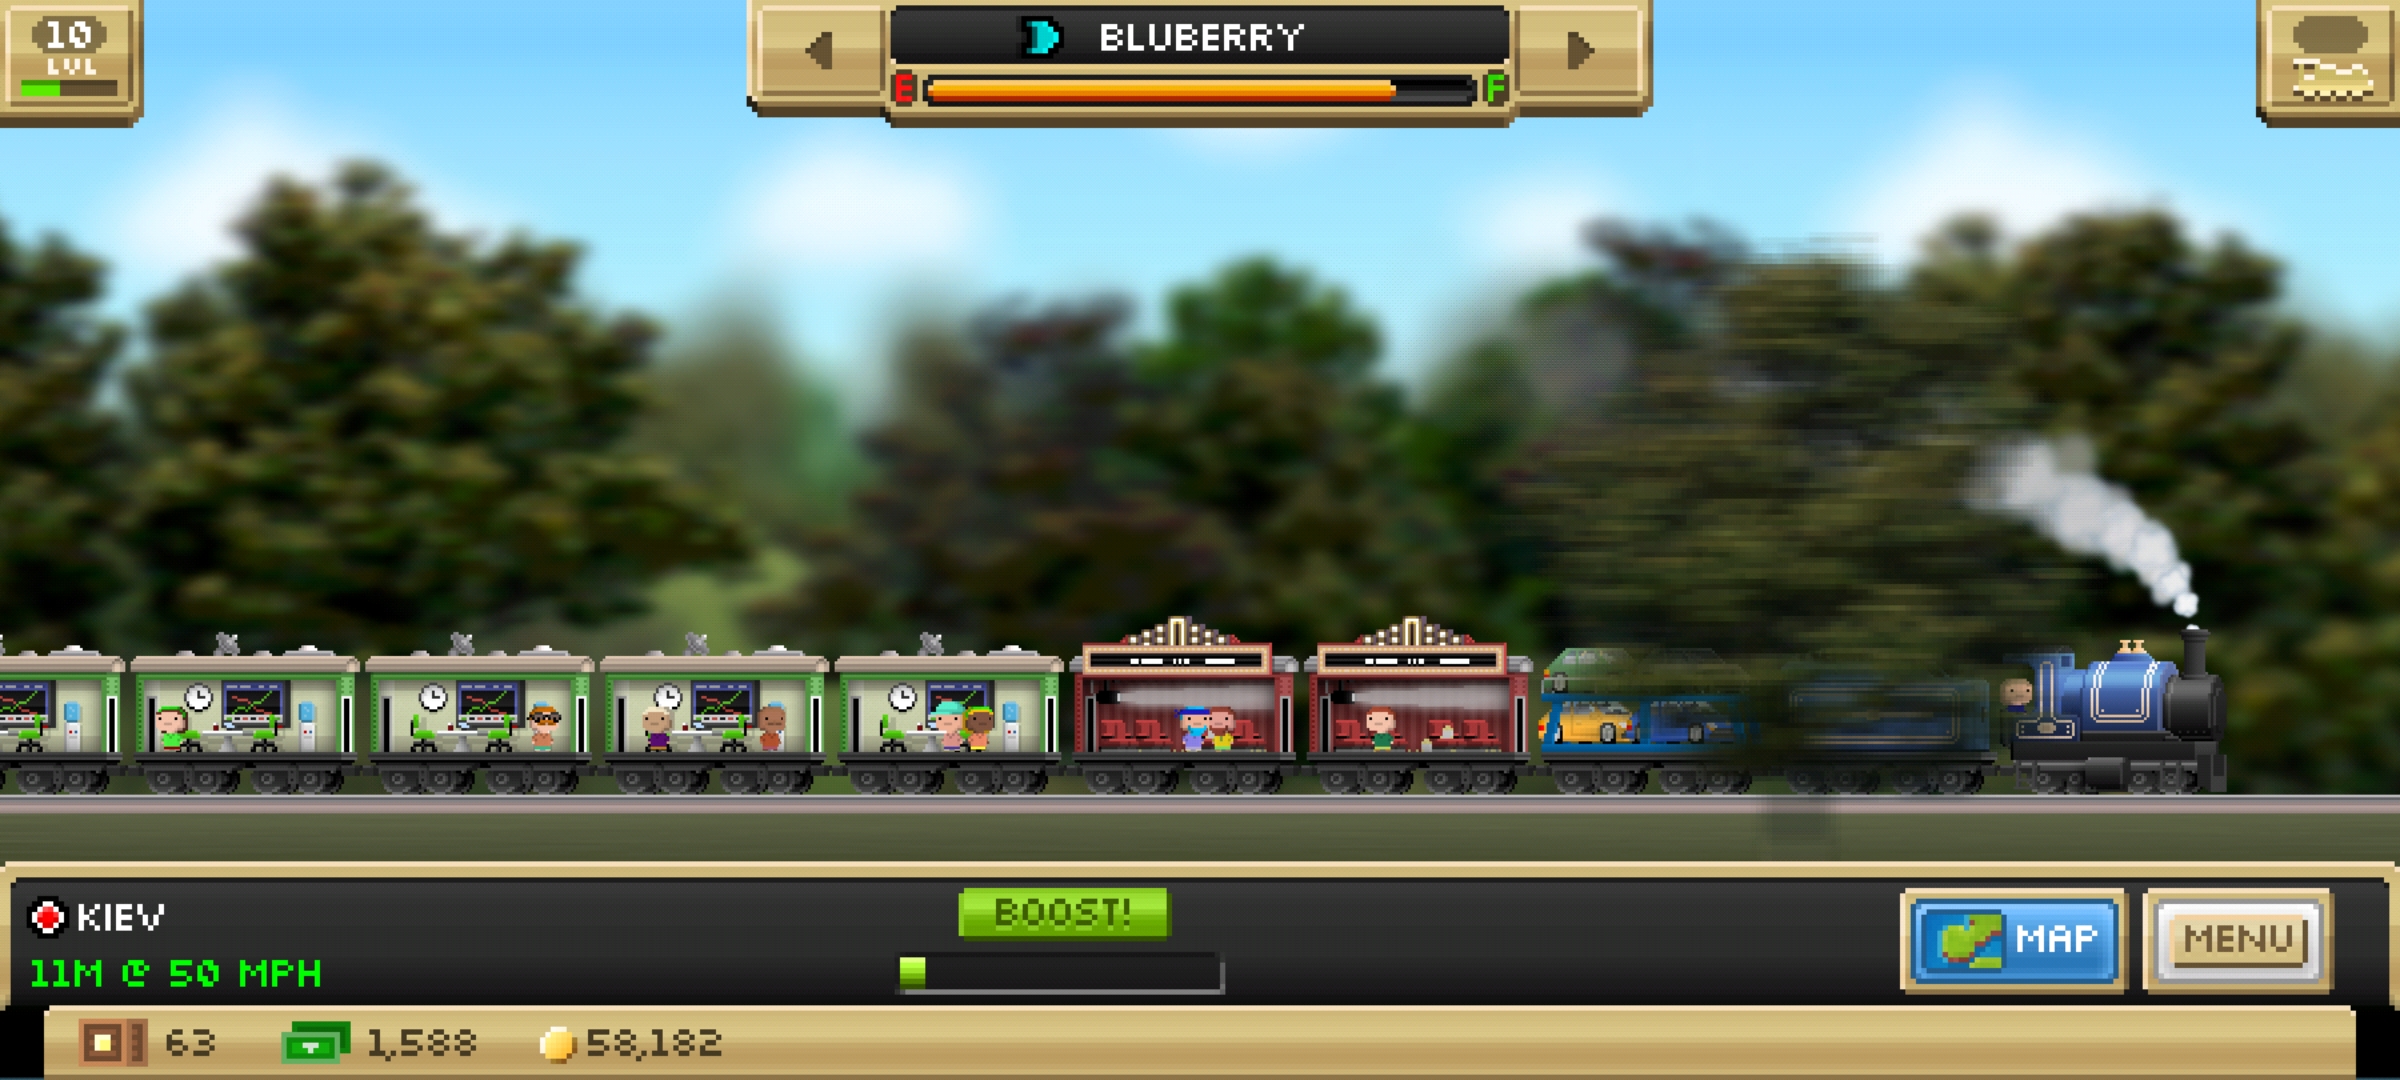 10
LVL
BLUBERRY
E F
KIEV
11M @ 50 MPH
BOOST!
MAP
MENU
63 1,588 58,182